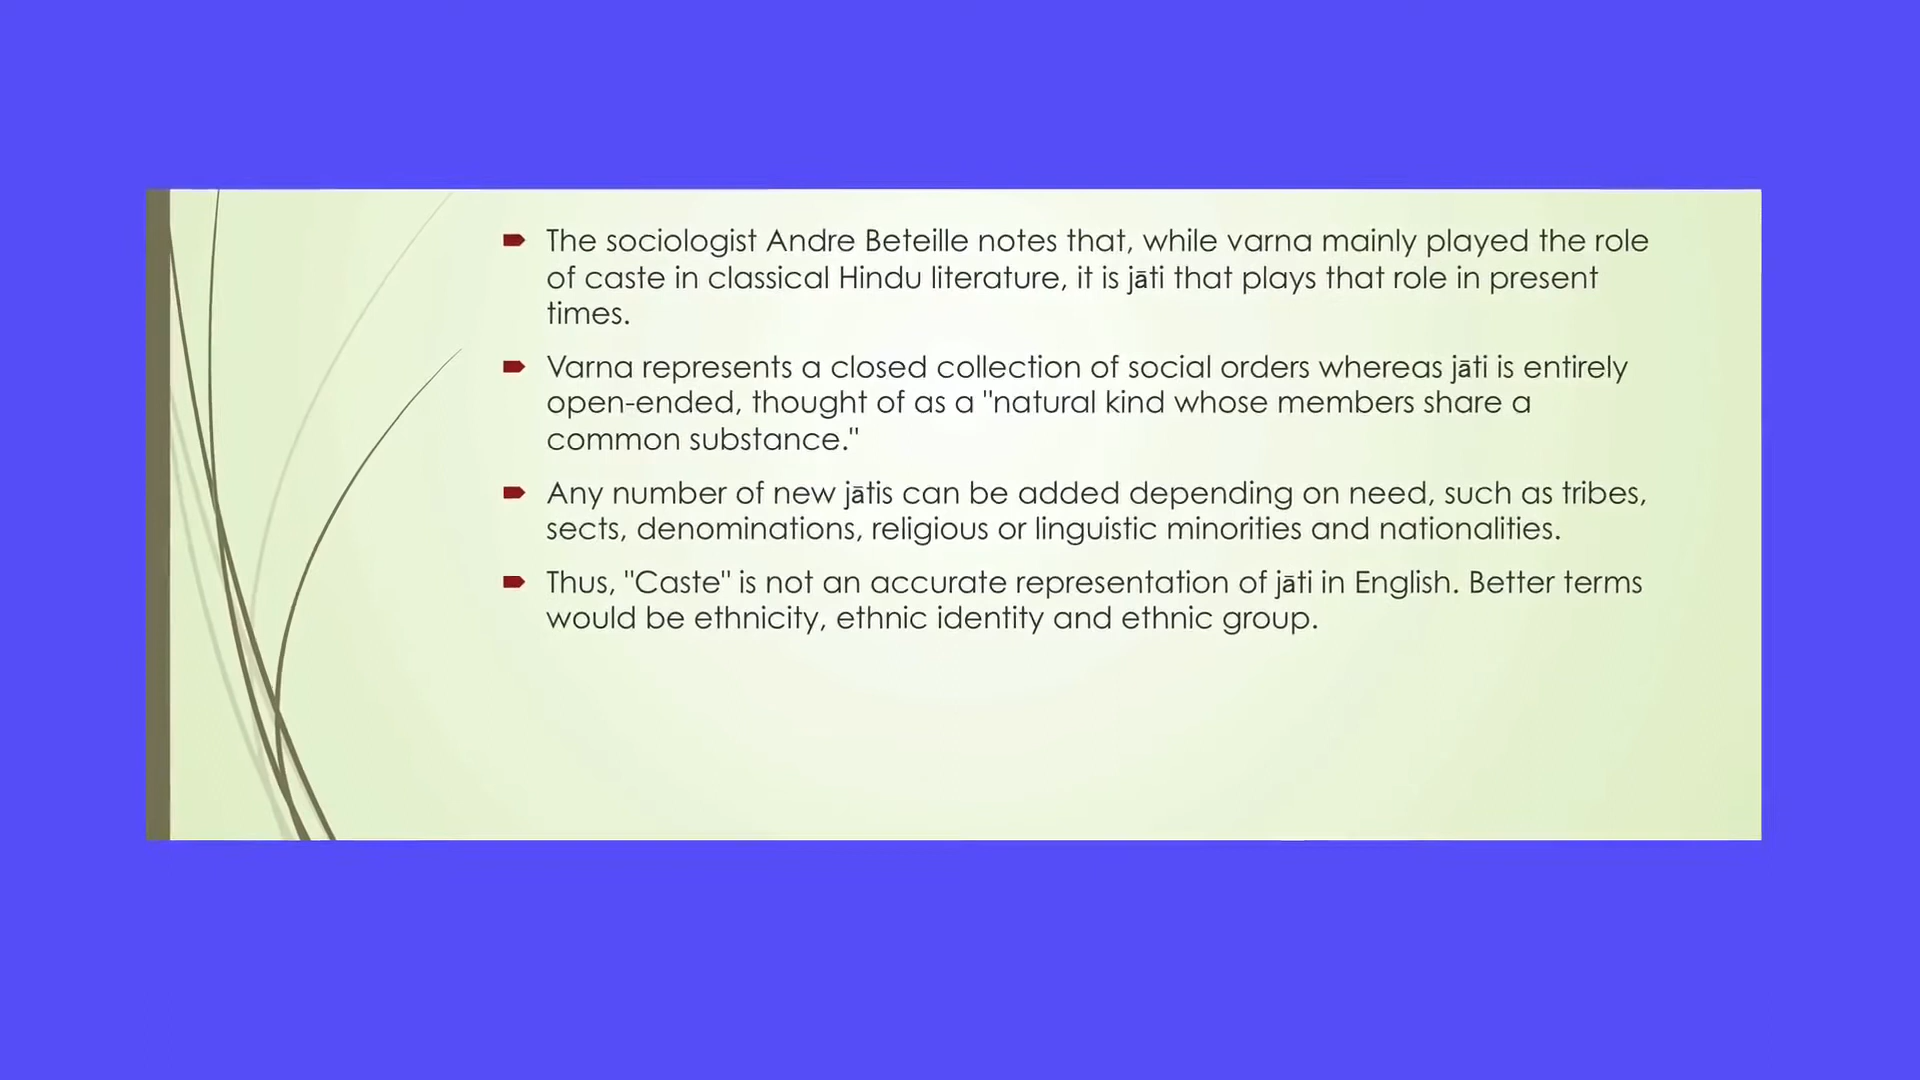 The sociologist Andre Beteille notes that, while varna mainly played the role
of caste in classical Hindu literature, it is jāti that plays that role in present
times.
Varna represents a closed collection of social orders whereas jāti is entirely
open-ended, thought of as a "natural kind whose members share a
common substance."
Any number of new jātis can be added depending on need, such as tribes,
sects, denominations, religious or linguistic minorities and nationalities.
Thus, "Caste" is not an accurate representation of jāti in English. Better terms
would be ethnicity, ethnic identity and ethnic group.